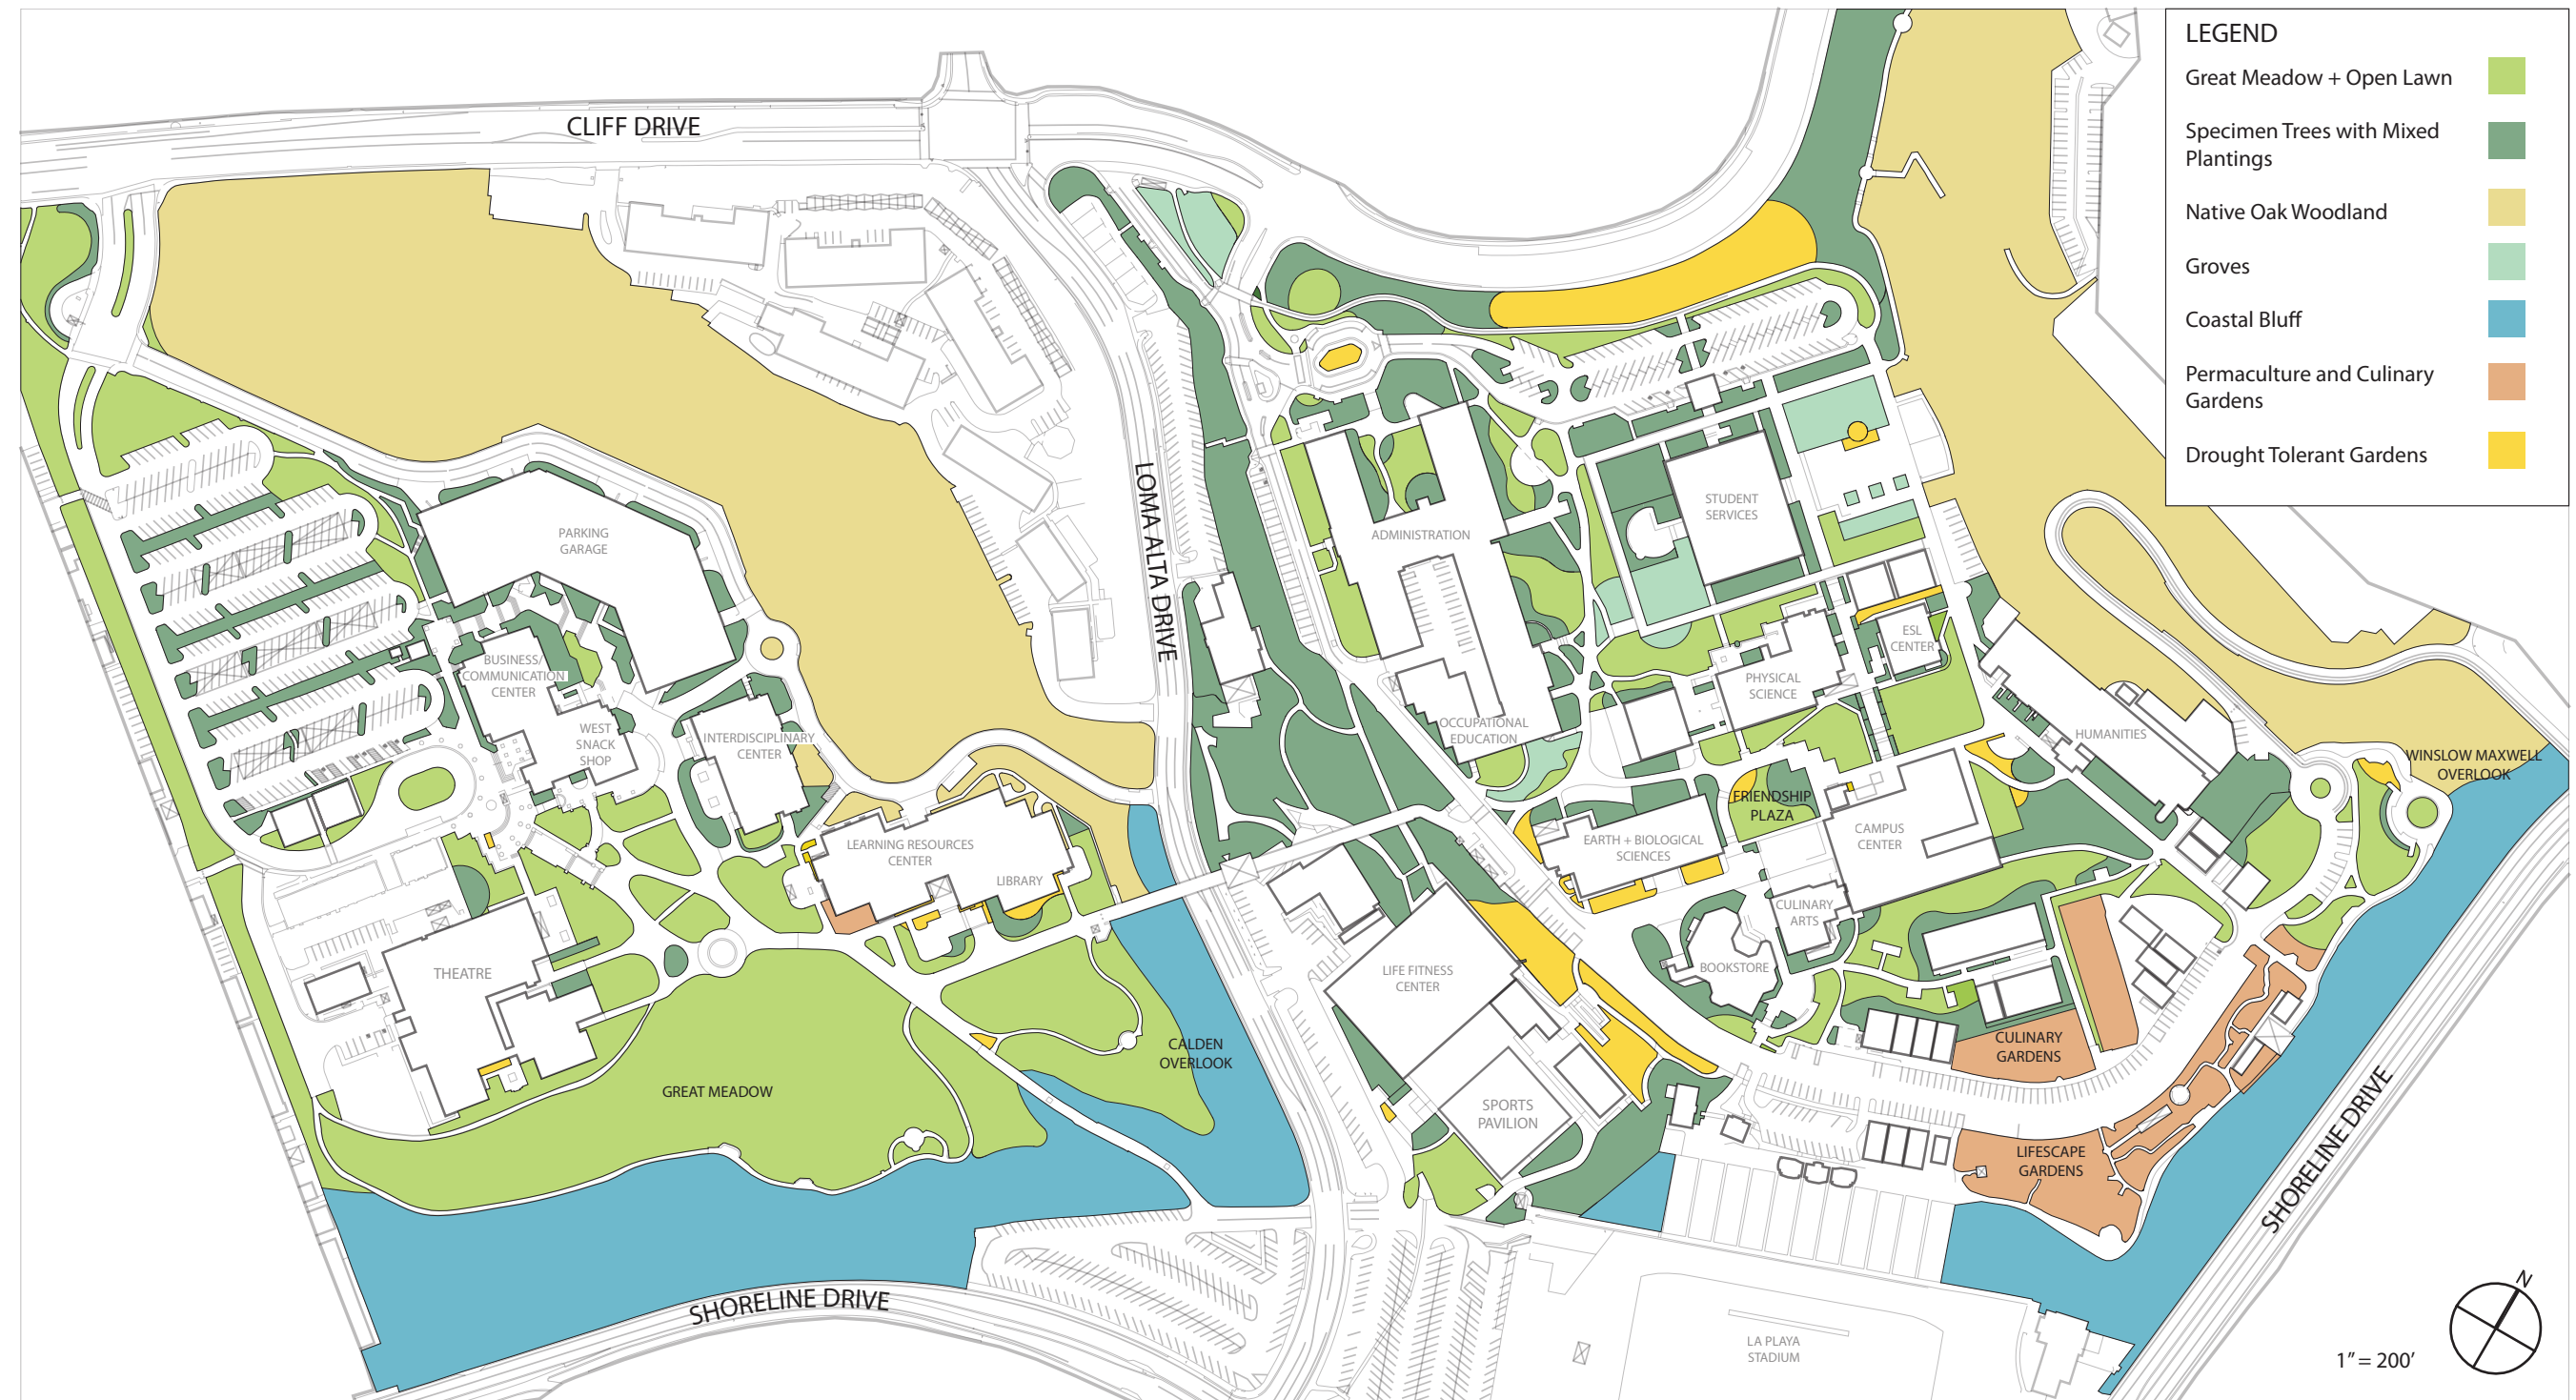 LEGEND
Great Meadow + Open Lawn
Specimen Trees with Mixed
Plantings
Native Oak Woodland
Groves
Coastal Bluff
Permaculture and Culinary
Gardens
Drought Tolerant Gardens
CLIFF DRIVE
LOMA ALTA DRIVE
PARKING
GARAGE
BUSINESS/
COMMUNICATION
CENTER
WEST
SNACK
SHOP
INTERDISCIPLINARY
CENTER
LEARNING RESOURCES
CENTER
LIBRARY
THEATRE
GREAT MEADOW
CALDEN
OVERLOOK
SHORELINE DRIVE
ADMINISTRATION
STUDENT
SERVICES
OCCUPATIONAL
EDUCATION
PHYSICAL
SCIENCE
ESL
CENTER
HUMANITIES
WINSLOW MAXWELL
OVERLOOK
FRIENDSHIP
PLAZA
EARTH + BIOLOGICAL
SCIENCES
CAMPUS
CENTER
CULINARY
ARTS
BOOKSTORE
LIFE FITNESS
CENTER
SPORTS
PAVILION
CULINARY
GARDENS
LIFESCAPE
GARDENS
SHORELINE DRIVE
LA PLAYA
STADIUM
N
1" = 200'